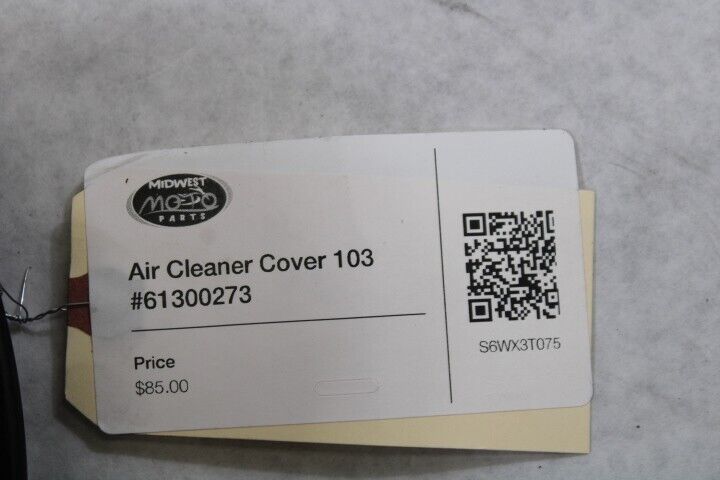 MIDWEST
MOTO
PARTS
Air Cleaner Cover 103
#61300273
Price
$85.00
S6WX3T075